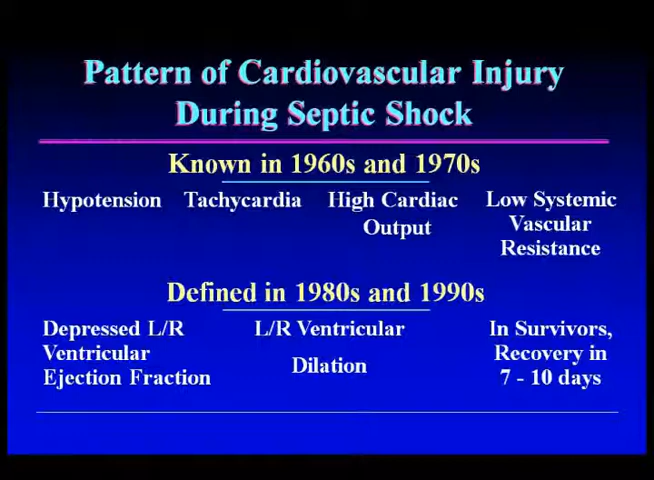 Pattern of Cardiovascular Injury
During Septic Shock
Known in 1960s and 1970s
Hypotension
Tachycardia
High Cardiac
Output
Low Systemic
Vascular
Resistance
Defined in 1980s and 1990s
Depressed L/R
Ventricular
Ejection Fraction
L/R Ventricular
Dilation
In Survivors,
Recovery in
7 - 10 days